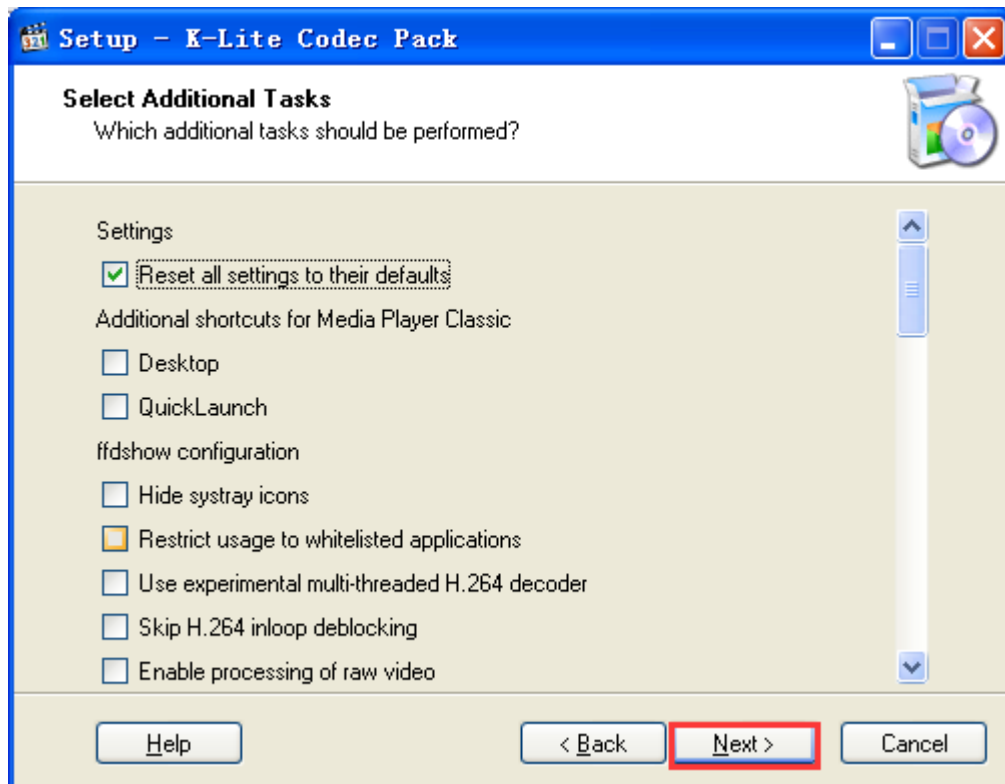 Setup - K-Lite Codec Pack
Select Additional Tasks
Which additional tasks should be performed?
Settings
Reset all settings to their defaults
Additional shortcuts for Media Player Classic
Desktop
QuickLaunch
ffdshow configuration
Hide systray icons
Restrict usage to whitelisted applications
Use experimental multi-threaded H.264 decoder
Skip H.264 inloop deblocking
Enable processing of raw video
Help
< Back
Next >
Cancel